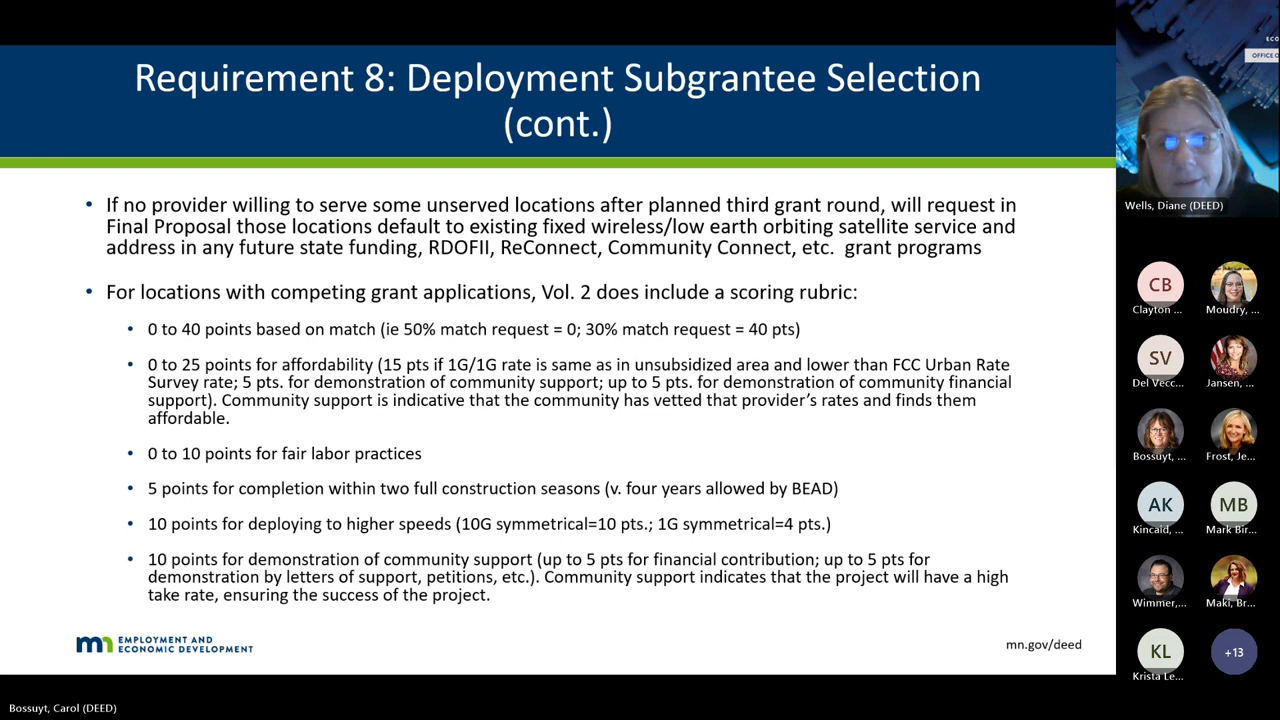 Requirement 8: Deployment Subgrantee Selection
(cont.)
• If no provider willing to serve some unserved locations after planned third grant round, will request in
Final Proposal those locations default to existing fixed wireless/low earth orbiting satellite service and
address in any future state funding, RDOFII, ReConnect, Community Connect, etc. grant programs
• For locations with competing grant applications, Vol. 2 does include a scoring rubric:
• 0 to 40 points based on match (ie 50% match request = 0; 30% match request = 40 pts)
• 0 to 25 points for affordability (15 pts if 1G/1G rate is same as in unsubsidized area and lower than FCC Urban Rate
Survey rate; 5 pts. for demonstration of community support; up to 5 pts. for demonstration of community financial
support). Community support is indicative that the community has vetted that provider's rates and finds them
affordable.
• 0 to 10 points for fair labor practices
• 5 points for completion within two full construction seasons (v. four years allowed by BEAD)
• 10 points for deploying to higher speeds (10G symmetrical=10 pts.; 1G symmetrical=4 pts.)
• 10 points for demonstration of community support (up to 5 pts for financial contribution; up to 5 pts for
demonstration by letters of support, petitions, etc.). Community support indicates that the project will have a high
take rate, ensuring the success of the project.
mn EMPLOYMENT AND
ECONOMIC DEVELOPMENT
mn.gov/deed
Bossuyt, Carol (DEED)
ECO
OFFICE O
Wells, Diane (DEED)
CB
Clayton ...
Moudry, ...
SV
Del Vecc...
Jansen, ...
Bossuyt, ...
Frost, Je...
AK
Kincaid, ...
MB
Mark Bir...
Wimmer,...
Maki, Br...
KL
Krista Le...
+13